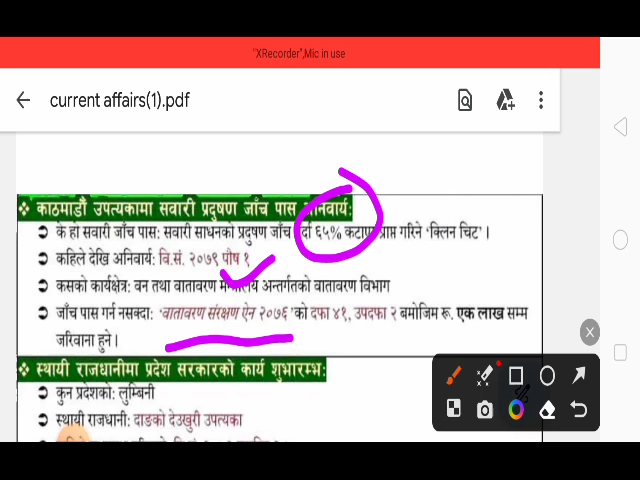 "XRecorder",Mic in use
current affairs(1).pdf
❖ काठमाडौँ उपत्यकामा सवारी प्रदुषण जाँच पास अनिवार्य:
➲ के हो सवारी जाँच पास: सवारी साधनको प्रदुषण जाँच गर्दा ६५% कटाएर प्राप्त गरिने ‘क्लिन चिट’ ।
➲ कहिले देखि अनिवार्य: वि.सं. २०७९ पौष १
➲ कसको कार्यक्षेत्र: वन तथा वातावरण मन्त्रालय अन्तर्गतको वातावरण विभाग
➲ जाँच पास गर्न नसक्दा: ‘वातावरण संरक्षण ऐन २०७६’ को दफा ४१, उपदफा २ बमोजिम रू. एक लाख सम्म
जरिवाना हुने ।
❖ स्थायी राजधानीमा प्रदेश सरकारको कार्य शुभारम्भ:
➲ कुन प्रदेशको: लुम्बिनी
➲ स्थायी राजधानी: दाङको देउखुरी उपत्यका